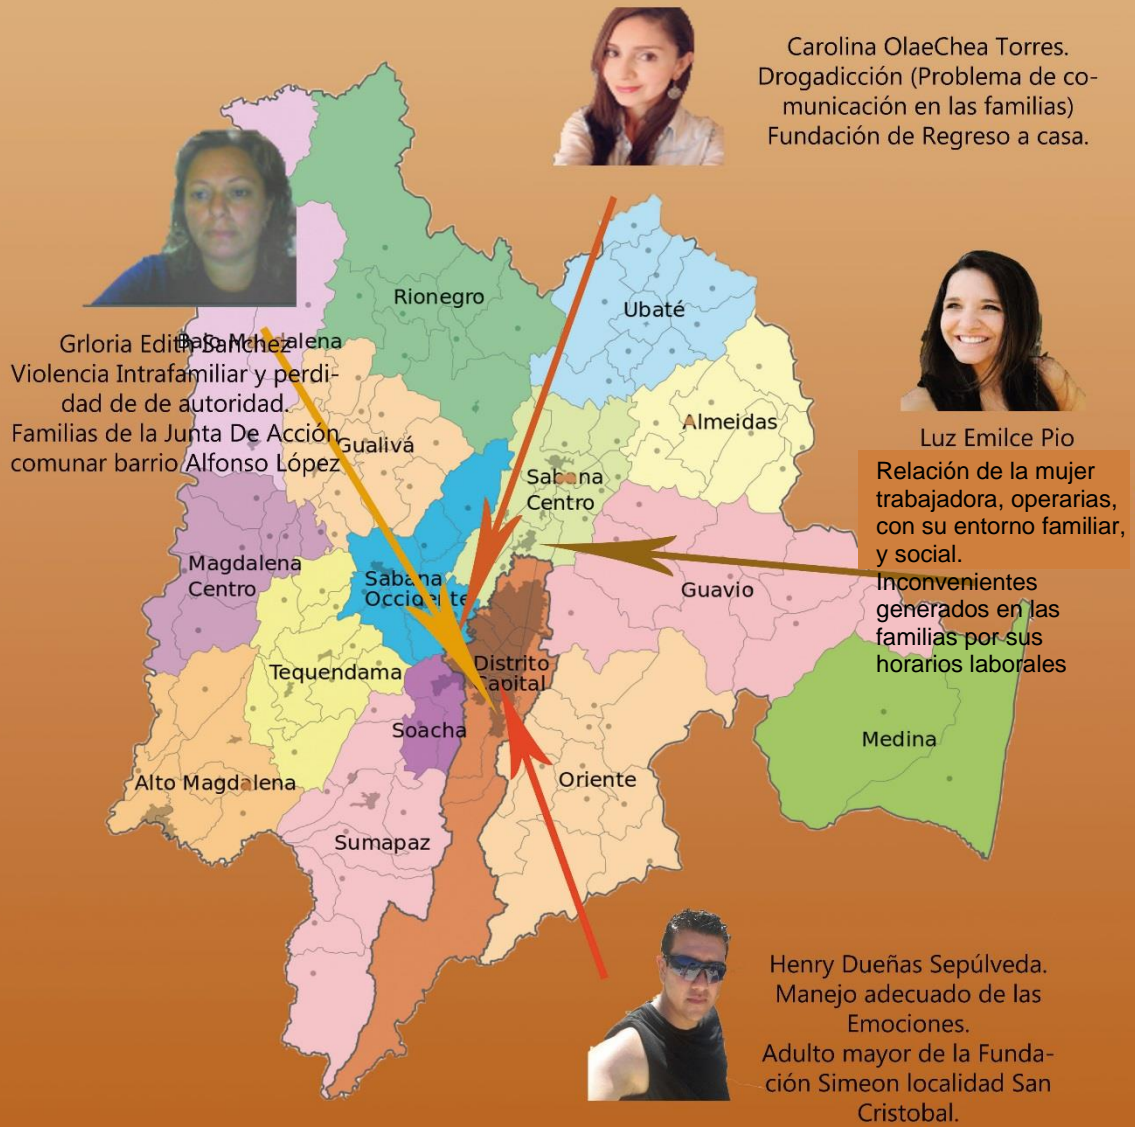 Carolina OlaeChea Torres.
Drogadicción (Problema de co-
municación en las familias)
Fundación de Regreso a casa.
Rionegro
Ubaté
Grloria Edith Sanchez
Bajo Magdalena
Violencia Intrafamiliar y perdi-
dad de de autoridad.
Familias de la Junta De Acción
comunar barrio Alfonso López
Gualivá
Almeidas
Luz Emilce Pio
Relación de la mujer
trabajadora, operarias,
con su entorno familiar,
y social.
Inconvenientes
generados en las
familias por sus
horarios laborales
Sabana
Centro
Magdalena
Centro
Sabana
Occidente
Guavio
Tequendama
Distrito
Capital
Soacha
Medina
Alto Magdalena
Oriente
Sumapaz
Henry Dueñas Sepúlveda.
Manejo adecuado de las
Emociones.
Adulto mayor de la Funda-
ción Simeon localidad San
Cristobal.